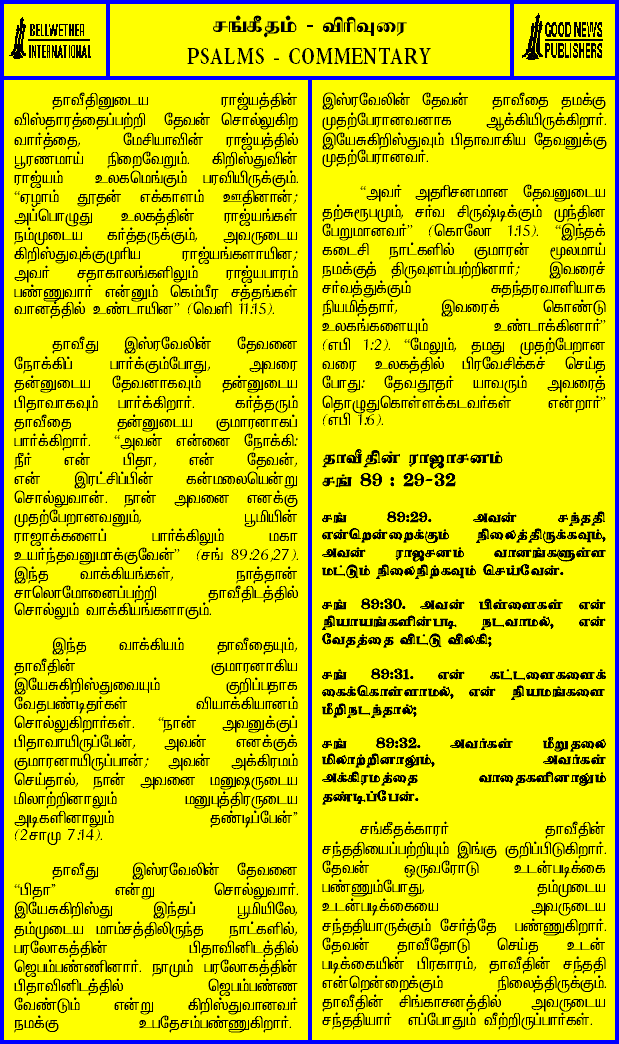 BELLWETHER
INTERNATIONAL
சங்கீதம் - விரிவுரை
PSALMS - COMMENTARY
GOOD NEWS
PUBLISHERS
தாவீதினுடைய ராஜ்யத்தின்
விஸ்தாரத்தைப்பற்றி தேவன் சொல்லுகிற
வார்த்தை, மேசியாவின் ராஜ்யத்தில்
பூரணமாய் நிறைவேறும். கிறிஸ்துவின்
ராஜ்யம் உலகமெங்கும் பரவியிருக்கும்.
“ஏழாம் தூதன் எக்காளம் ஊதினான்;
அப்பொழுது உலகத்தின் ராஜ்யங்கள்
நம்முடைய கர்த்தருக்கும், அவருடைய
கிறிஸ்துவுக்குமுரிய ராஜ்யங்களாயின;
அவர் சதாகாலங்களிலும் ராஜ்யபாரம்
பண்ணுவார் என்னும் கெம்பீர சத்தங்கள்
வானத்தில் உண்டாயின” (வெளி 11:15).
தாவீது இஸ்ரவேலின் தேவனை
நோக்கிப் பார்க்கும்போது, அவரை
தன்னுடைய தேவனாகவும் தன்னுடைய
பிதாவாகவும் பார்க்கிறார். கர்த்தரும்
தாவீதை தன்னுடைய குமாரனாகப்
பார்க்கிறார். “அவன் என்னை நோக்கி:
நீர் என் பிதா, என் தேவன்,
என் இரட்சிப்பின் கன்மலையென்று
சொல்லுவான். நான் அவனை எனக்கு
முதற்பேறானவனும், பூமியின்
ராஜாக்களைப் பார்க்கிலும் மகா
உயர்ந்தவனுமாக்குவேன்” (சங் 89:26,27).
இந்த வாக்கியங்கள், நாத்தான்
சாலொமோனைப்பற்றி தாவீதிடத்தில்
சொல்லும் வாக்கியங்களாகும்.
இந்த வாக்கியம் தாவீதையும்,
தாவீதின் குமாரனாகிய
இயேசுகிறிஸ்துவையும் குறிப்பதாக
வேதபண்டிதர்கள் வியாக்கியானம்
சொல்லுகிறார்கள். “நான் அவனுக்குப்
பிதாவாயிருப்பேன், அவன் எனக்குக்
குமாரனாயிருப்பான்; அவன் அக்கிரமம்
செய்தால், நான் அவனை மனுஷருடைய
மிலாற்றினாலும் மனுபுத்திரருடைய
அடிகளினாலும் தண்டிப்பேன்”
(2சாமு 7:14).
தாவீது இஸ்ரவேலின் தேவனை
“பிதா” என்று சொல்லுவார்.
இயேசுகிறிஸ்து இந்தப் பூமியிலே,
தம்முடைய மாம்சத்திலிருந்த நாட்களில்,
பரலோகத்தின் பிதாவினிடத்தில்
ஜெபம்பண்ணினார். நாமும் பரலோகத்தின்
பிதாவினிடத்தில் ஜெபம்பண்ண
வேண்டும் என்று கிறிஸ்துவானவர்
நமக்கு உபதேசம்பண்ணுகிறார்.
இஸ்ரவேலின் தேவன் தாவீதை தமக்கு
முதற்பேரானவனாக ஆக்கியிருக்கிறார்.
இயேசுகிறிஸ்துவும் பிதாவாகிய தேவனுக்கு
முதற்பேரானவர்.
“அவர் அதரிசனமான தேவனுடைய
தற்சுரூபமும், சர்வ சிருஷ்டிக்கும் முந்தின
பேறுமானவர்” (கொலோ 1:15). “இந்தக்
கடைசி நாட்களில் குமாரன் மூலமாய்
நமக்குத் திருவுளம்பற்றினார்; இவரைச்
சர்வத்துக்கும் சுதந்தரவாளியாக
நியமித்தார், இவரைக் கொண்டு
உலகங்களையும் உண்டாக்கினார்”
(எபி 1:2). “மேலும், தமது முதற்பேறான
வரை உலகத்தில் பிரவேசிக்கச் செய்த
போது: தேவதூதர் யாவரும் அவரைத்
தொழுதுகொள்ளக்கடவர்கள் என்றார்”
(எபி 1:6).
தாவீதின் ராஜாசனம்
சங் 89 : 29-32
சங் 89:29. அவன் சந்ததி
என்றென்றைக்கும் நிலைத்திருக்கவும்,
அவன் ராஜசனம் வானங்களுள்ள
மட்டும் நிலைநிற்கவும் செய்வேன்.
சங் 89:30. அவன் பிள்ளைகள் என்
நியாயங்களின்படி நடவாமல், என்
வேதத்தை விட்டு விலகி;
சங் 89:31. என் கட்டளைகளைக்
கைக்கொள்ளாமல், என் நியமங்களை
மீறிநடந்தால்;
சங் 89:32. அவர்கள் மீறுதலை
மிலாற்றினாலும், அவர்கள்
அக்கிரமத்தை வாதைகளினாலும்
தண்டிப்பேன்.
சங்கீதக்காரர் தாவீதின்
சந்ததியைப்பற்றியும் இங்கு குறிப்பிடுகிறார்.
தேவன் ஒருவரோடு உடன்படிக்கை
பண்ணும்போது, தம்முடைய
உடன்படிக்கையை அவருடைய
சந்ததியாருக்கும் சேர்த்தே பண்ணுகிறார்.
தேவன் தாவீதோடு செய்த உடன்
படிக்கையின் பிரகாரம், தாவீதின் சந்ததி
என்றென்றைக்கும் நிலைத்திருக்கும்.
தாவீதின் சிங்காசனத்தில் அவருடைய
சந்ததியார் எப்போதும் வீற்றிருப்பார்கள்.